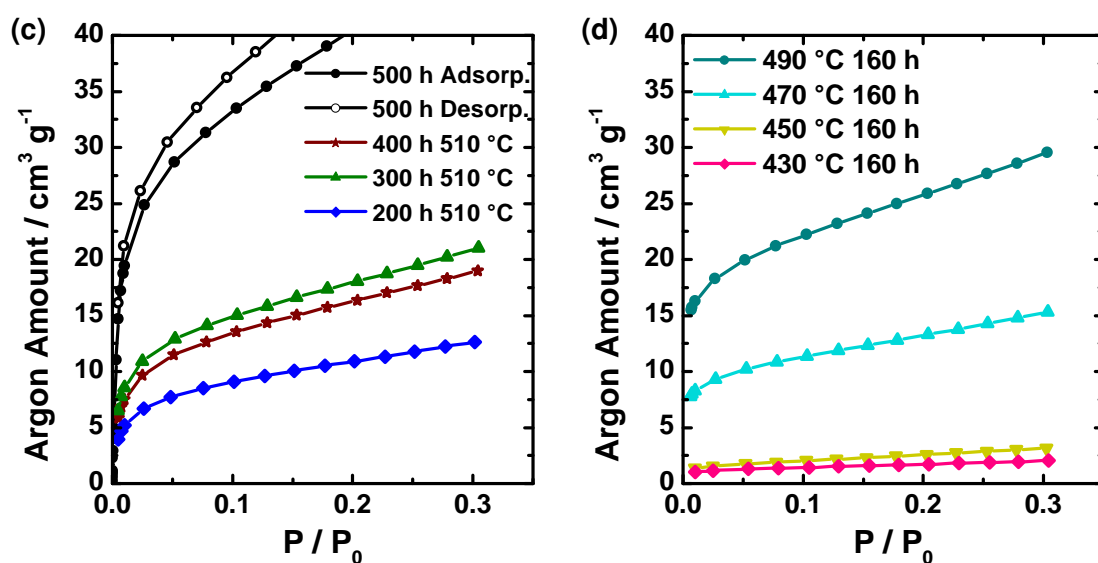 (c)
Argon Amount / cm³ g⁻¹
40
35
30
25
20
15
10
5
0
0.0 0.1 0.2 0.3
P / P₀
500 h Adsorp.
500 h Desorp.
400 h 510 °C
300 h 510 °C
200 h 510 °C
(d)
Argon Amount / cm³ g⁻¹
40
35
30
25
20
15
10
5
0
0.0 0.1 0.2 0.3
P / P₀
490 °C 160 h
470 °C 160 h
450 °C 160 h
430 °C 160 h